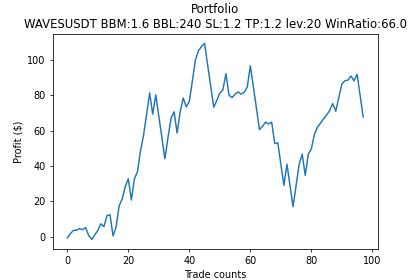 Portfolio
WAVESUSDT BBM:1.6 BBL:240 SL:1.2 TP:1.2 lev:20 WinRatio:66.0
100
80
60
40
20
0
Profit ($)
0 20 40 60 80 100
Trade counts